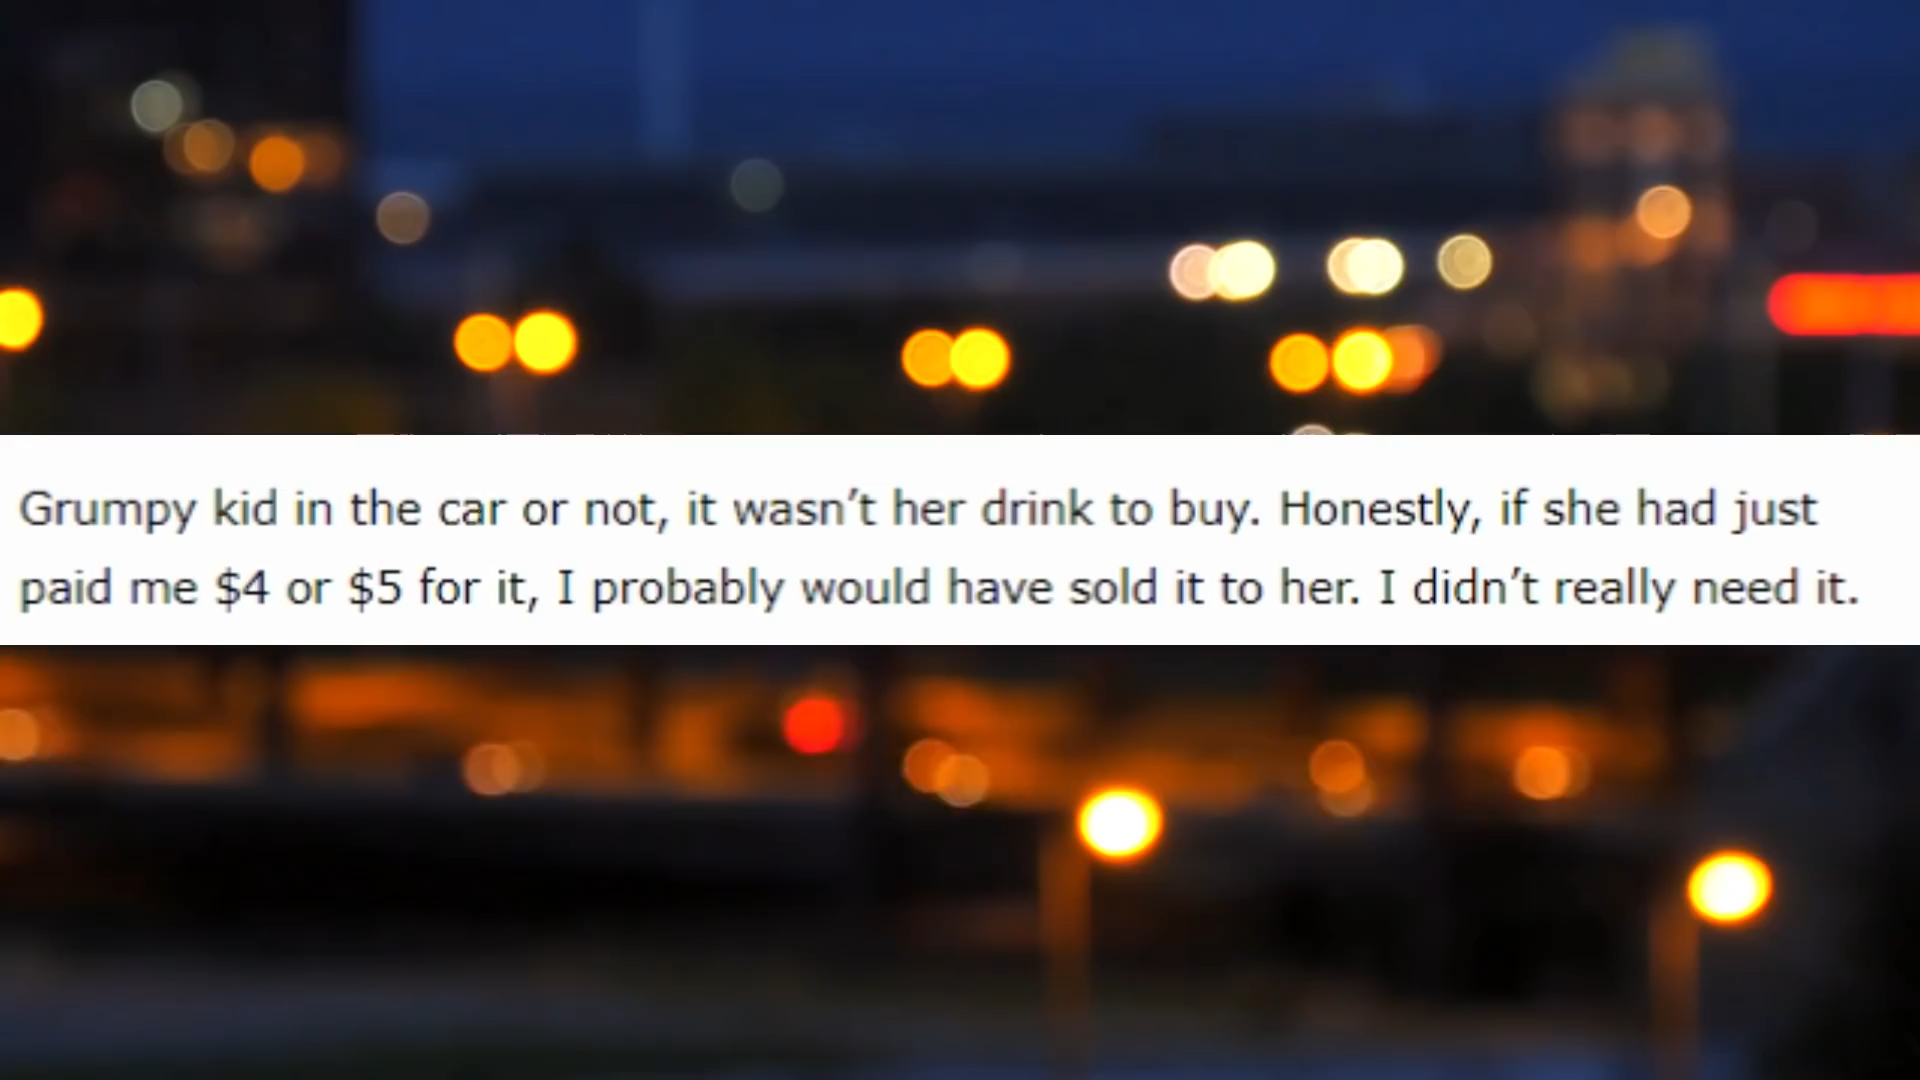 Grumpy kid in the car or not, it wasn’t her drink to buy. Honestly, if she had just
paid me $4 or $5 for it, I probably would have sold it to her. I didn’t really need it.